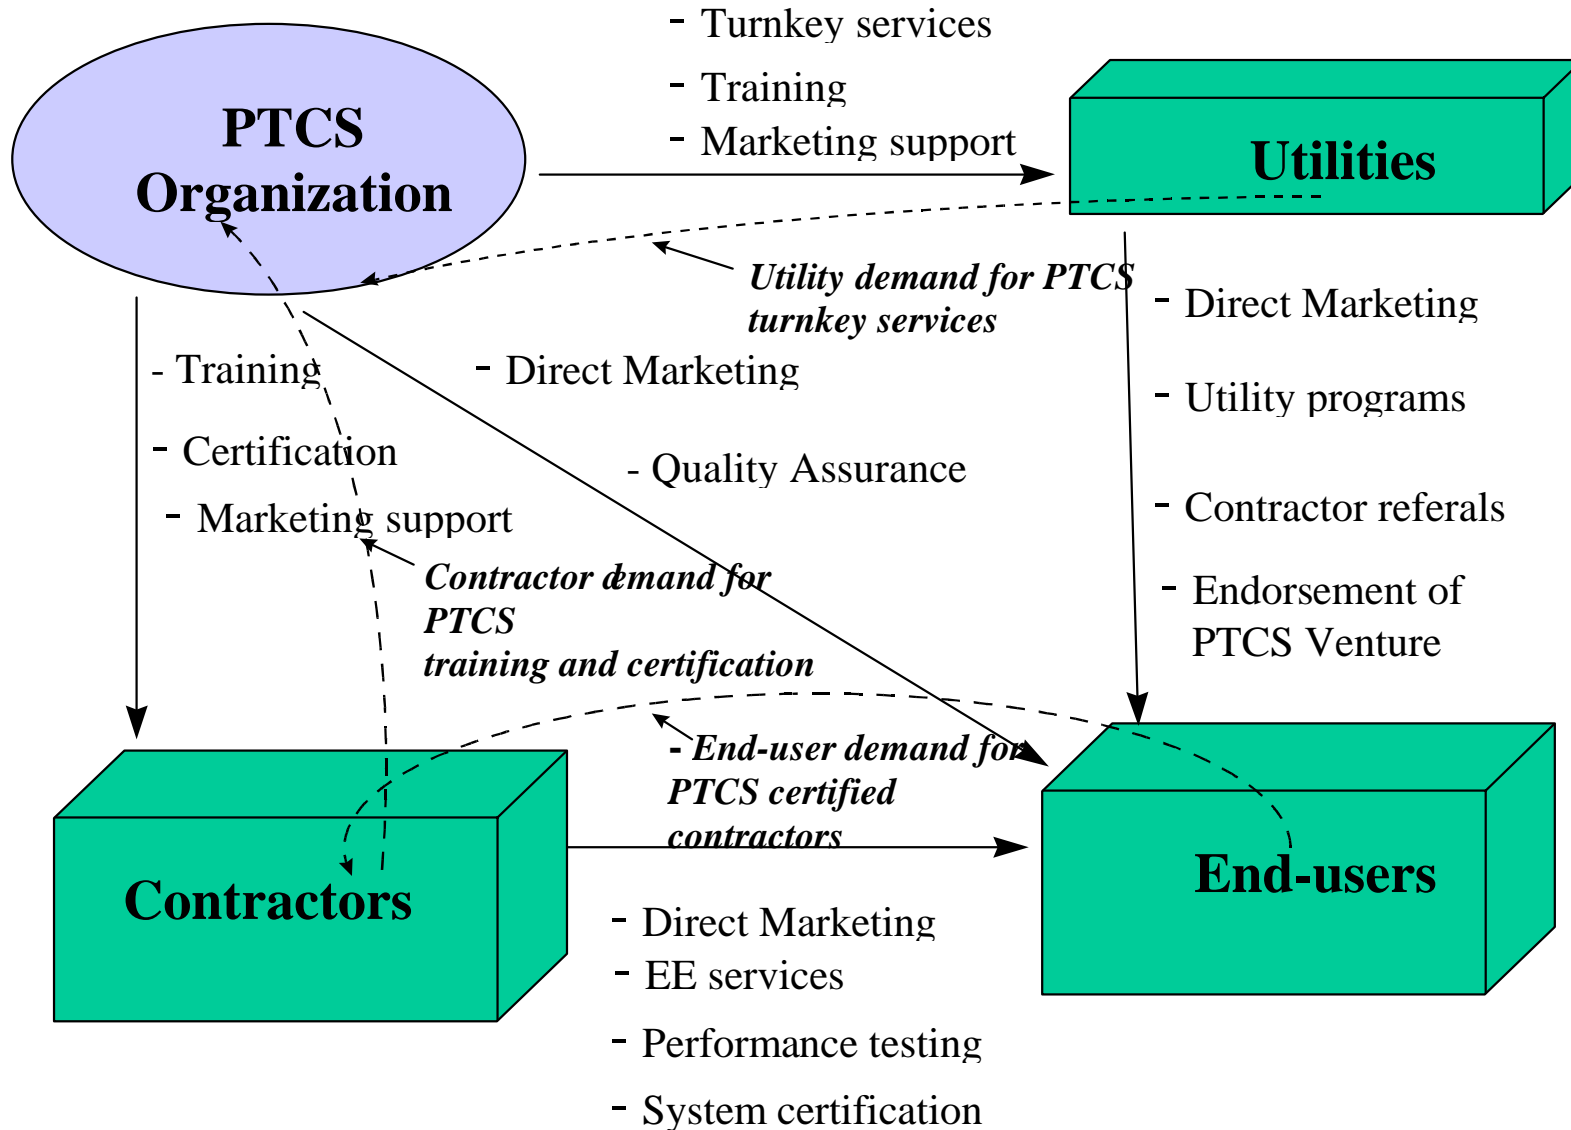 - Turnkey services
- Training
- Marketing support
PTCS
Organization
Utilities
Utility demand for PTCS
turnkey services
- Direct Marketing
- Utility programs
- Contractor referals
- Endorsement of
PTCS Venture
- Training
- Certification
- Marketing support
- Direct Marketing
- Quality Assurance
Contractor demand for
PTCS
training and certification
- End-user demand for
PTCS certified
contractors
Contractors
End-users
- Direct Marketing
- EE services
- Performance testing
- System certification